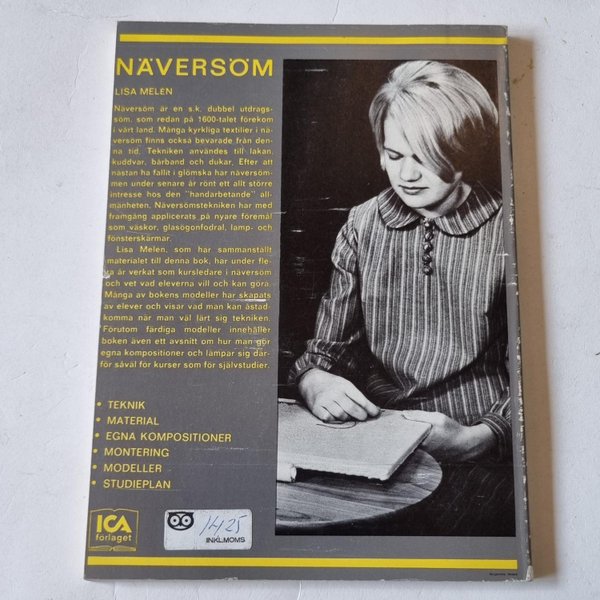 NÄVERSÖM
LISA MELÉN
Näversöm är en s.k. dubbel utdrags-
söm, som redan på 1600-talet förekom
i vårt land. Många kyrkliga textilier i nä-
versöm finns också bevarade från den-
na tid. Tekniken användes till lakan,
kuddvar, bårband och dukar. Efter att
nästan ha fallit i glömska har näversöm-
men under senare år rönt ett allt större
intresse hos den "handarbetande" all-
mänheten. Näversömstekniken har med
framgång applicerats på nyare föremål
som väskor, glasögonfodral, lamp- och
fönsterskärmar.
Lisa Melén, som har sammanställt
materialet till denna bok, har under fle-
ra år verkat som kursledare i näversöm
och vet vad eleverna vill och kan göra.
Många av bokens modeller har skapats
av elever och visar vad man kan åstad-
komma när man väl lärt sig tekniken.
Förutom färdiga modeller innehåller
boken även ett avsnitt om hur man gör
egna kompositioner och lämpar sig där-
för såväl för kurser som för självstudier.
• TEKNIK
• MATERIAL
• EGNA KOMPOSITIONER
• MONTERING
• MODELLER
• STUDIEPLAN
ICA
förlaget
14,25
INKL.MOMS